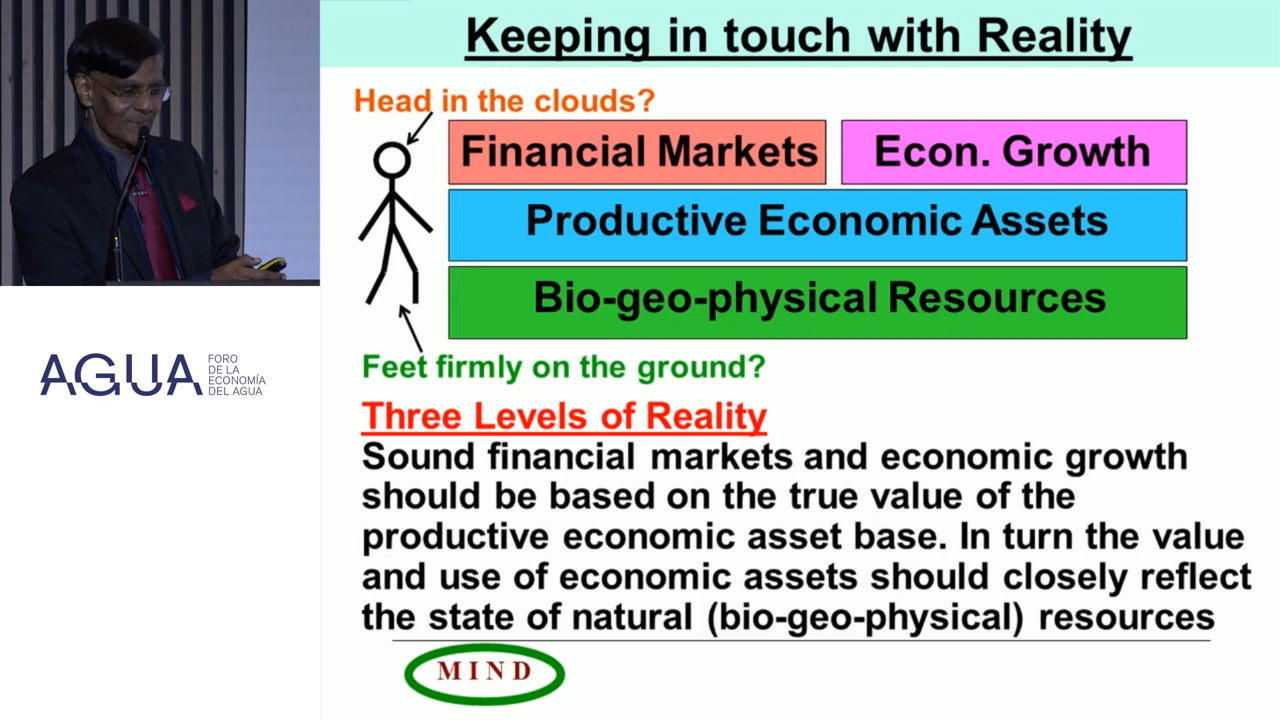 Keeping in touch with Reality
Head in the clouds?
Financial Markets
Econ. Growth
Productive Economic Assets
Bio-geo-physical Resources
Feet firmly on the ground?
Three Levels of Reality
Sound financial markets and economic growth
should be based on the true value of the
productive economic asset base. In turn the value
and use of economic assets should closely reflect
the state of natural (bio-geo-physical) resources
MIND
AGUA
FORO
DE LA
ECONOMÍA
DEL AGUA